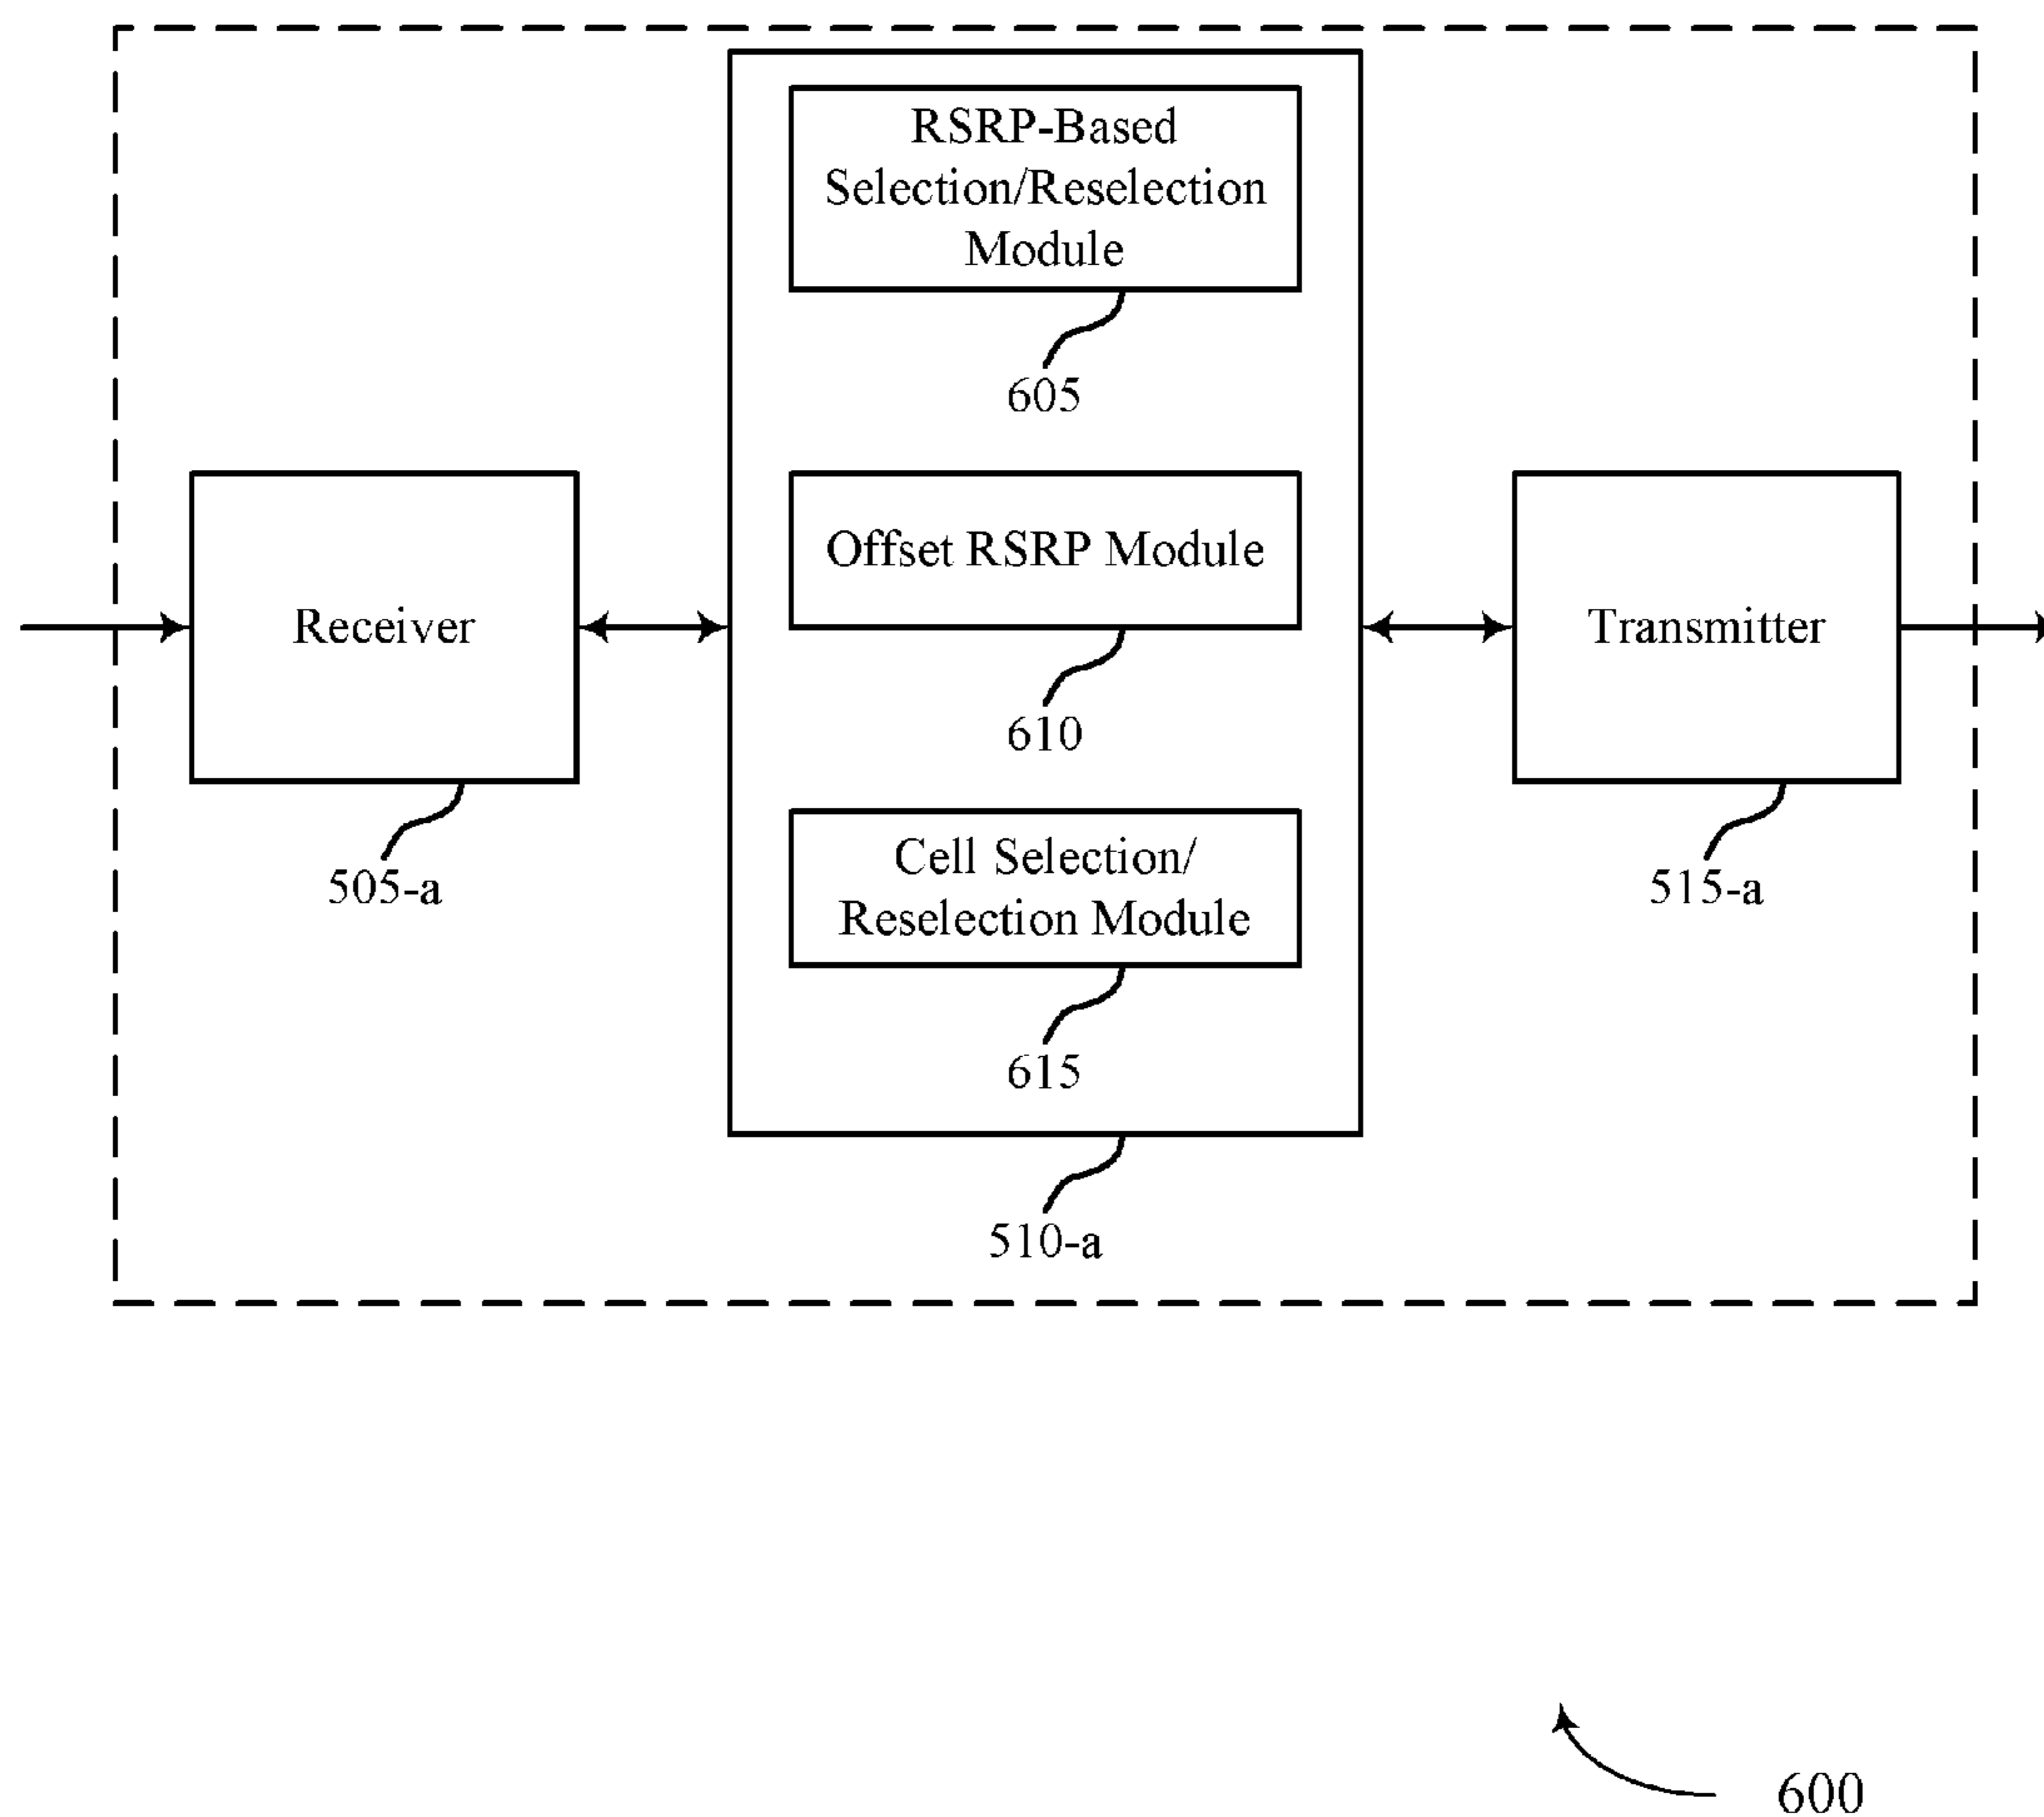 RSRP-Based
Selection/Reselection
Module
605
Offset RSRP Module
610
Receiver
505-a
Transmitter
515-a
Cell Selection/
Reselection Module
615
510-a
600